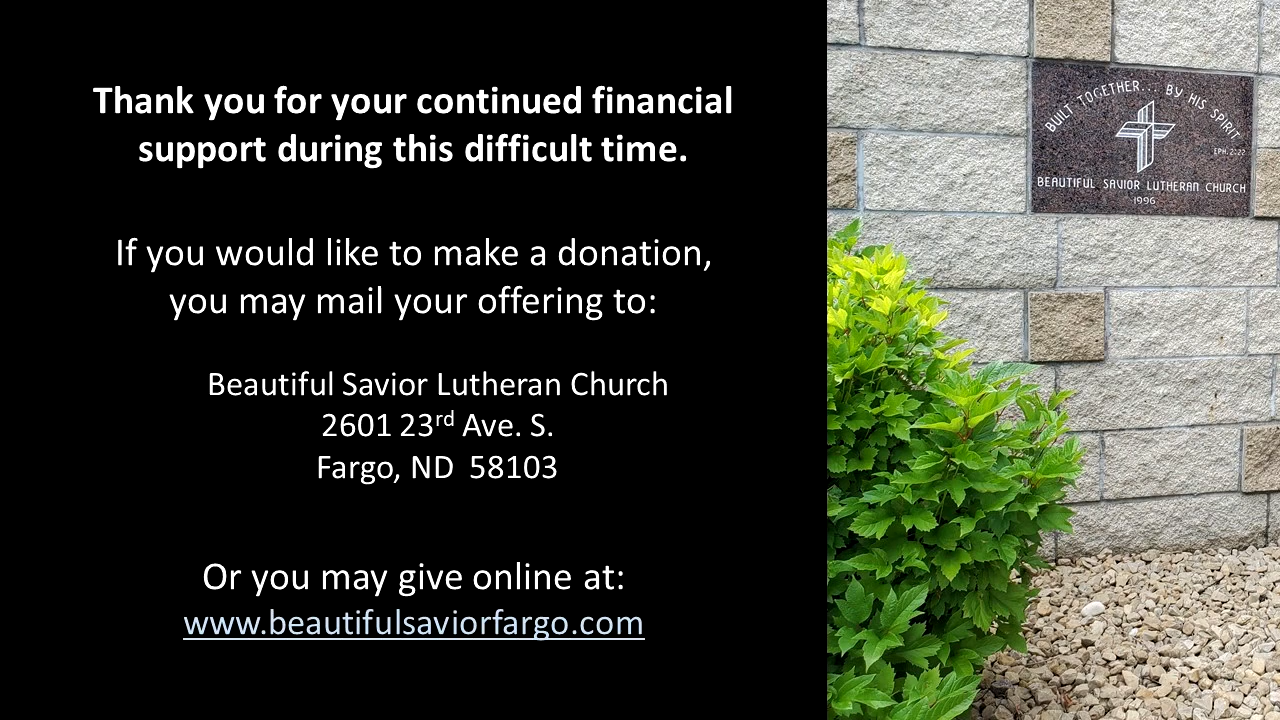 Thank you for your continued financial
support during this difficult time.
If you would like to make a donation,
you may mail your offering to:
Beautiful Savior Lutheran Church
2601 23rd Ave. S.
Fargo, ND  58103
Or you may give online at:
www.beautifulsaviorfargo.com
BUILT TOGETHER... BY HIS SPIRIT
EPH. 2:22
BEAUTIFUL SAVIOR LUTHERAN CHURCH
1996